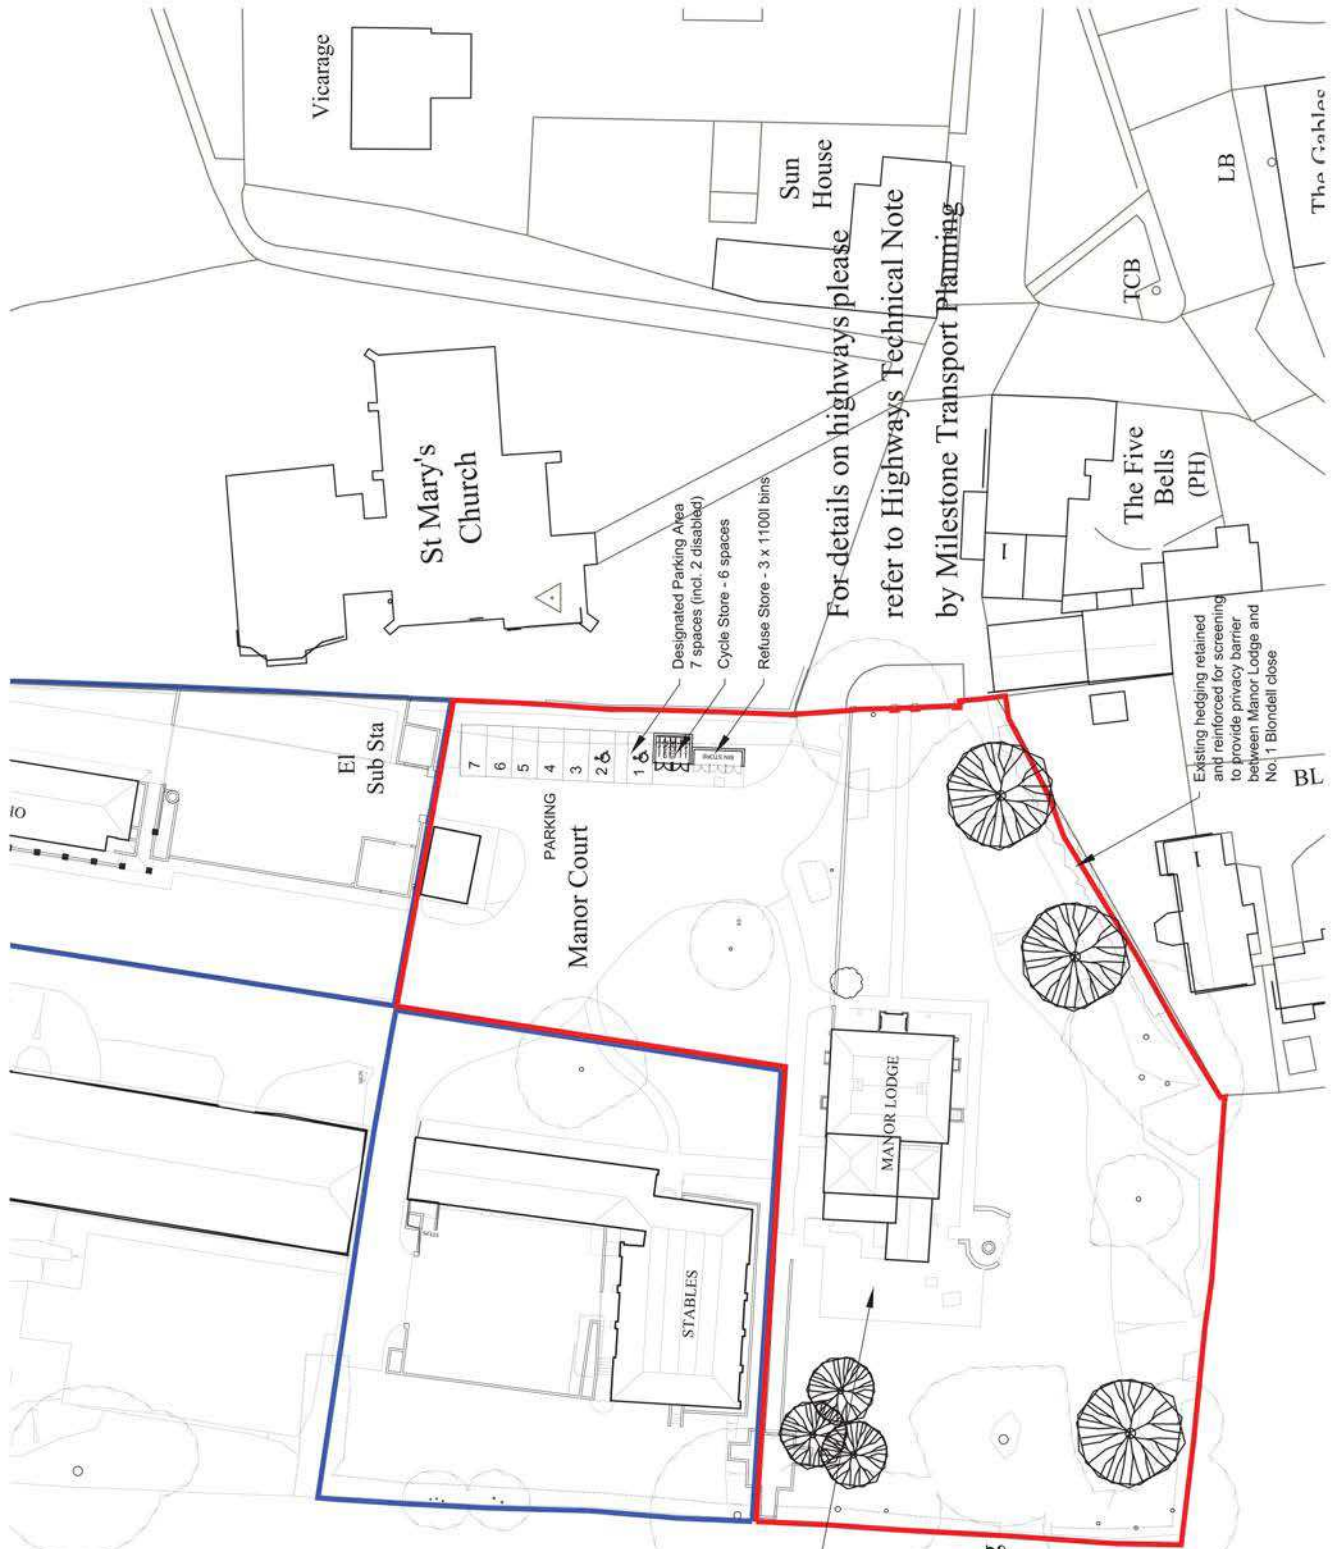 Vicarage
Sun
House
LB
The Gables
TCB
St Mary's
Church
For details on highways please
refer to Highways Technical Note
by Milestone Transport Planning
Designated Parking Area
7 spaces (incl. 2 disabled)
Cycle Store - 6 spaces
Refuse Store - 3 x 1100l bins
The Five
Bells
(PH)
1
El
Sub Sta
7
6
5
4
3
2
1
BIN STORE
PARKING
Manor Court
Existing hedging retained
and reinforced for screening
to provide privacy barrier
between Manor Lodge and
No. 1 Blondell close
BL
1
MANOR LODGE
STABLES